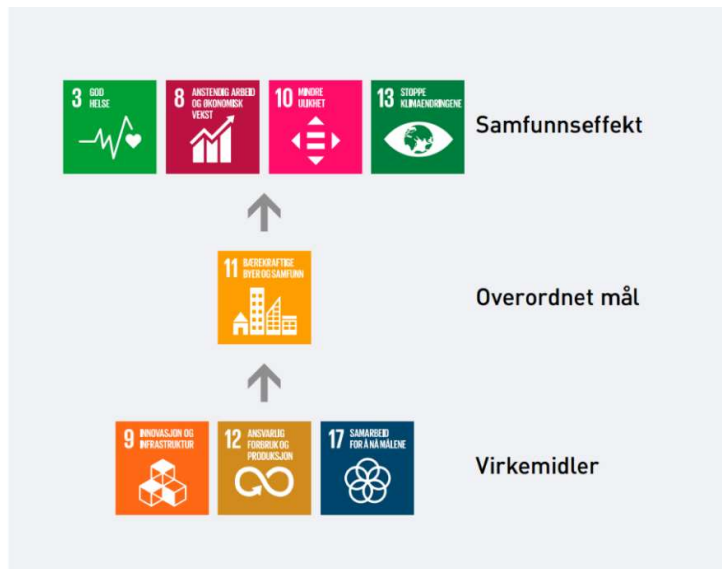 3 GOD
HELSE
8 ANSTENDIG ARBEID
OG ØKONOMISK
VEKST
10 MINDRE
ULIKHET
13 STOPPE
KLIMAENDRINGENE
Samfunnseffekt
11 BÆREKRAFTIGE
BYER OG SAMFUNN
Overordnet mål
9 INNOVASJON OG
INFRASTRUKTUR
12 ANSVARLIG
FORBRUK OG
PRODUKSJON
17 SAMARBEID
FOR Å NÅ MÅLENE
Virkemidler